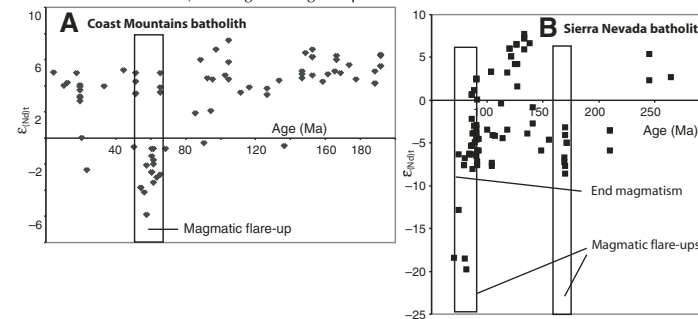 A Coast Mountains batholith
10
6
2
−2
−6
ε(Nd)t
Age (Ma)
40
80
120
160
180
Magmatic flare-up
B Sierra Nevada batholit
10
5
0
−5
−10
−15
−20
−25
ε(Nd)t
100
150
200
250
Age (Ma)
End magmatism
Magmatic flare-ups